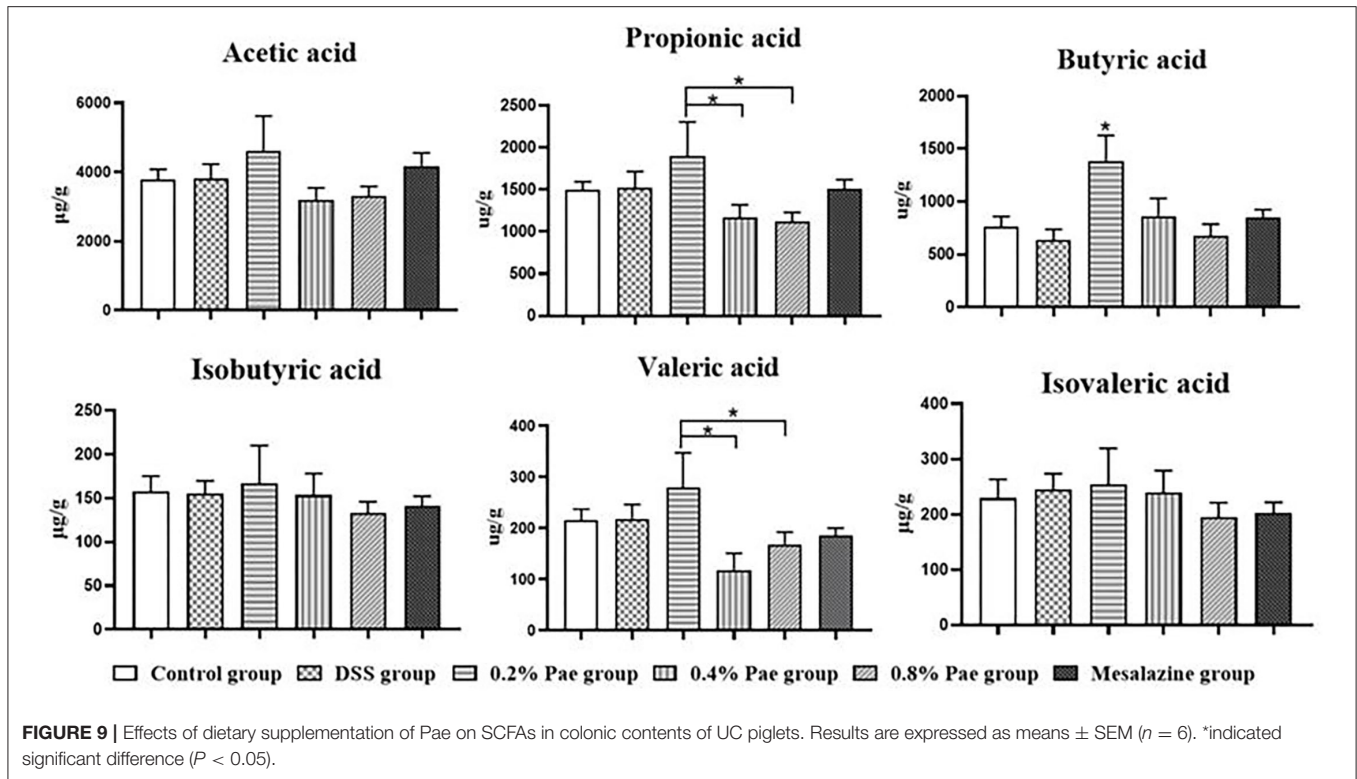 Acetic acid
6000
4000
2000
0
µg/g
Propionic acid
2500
2000
1500
1000
500
0
ug/g
*
*
Butyric acid
2000
1500
1000
500
0
ug/g
*
Isobutyric acid
250
200
150
100
50
0
µg/g
Valeric acid
400
300
200
100
0
ug/g
*
*
Isovaleric acid
400
300
200
100
0
µg/g
Control group DSS group 0.2% Pae group 0.4% Pae group 0.8% Pae group Mesalazine group
FIGURE 9 | Effects of dietary supplementation of Pae on SCFAs in colonic contents of UC piglets. Results are expressed as means ± SEM (n = 6). *indicated
significant difference (P < 0.05).